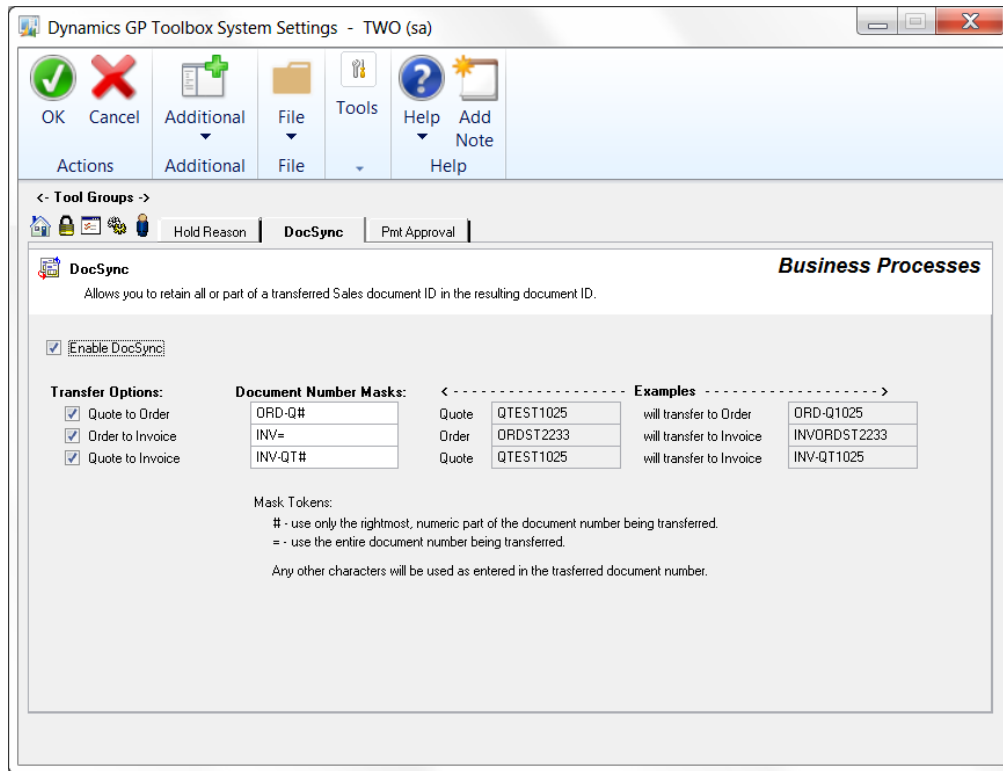 Dynamics GP Toolbox System Settings - TWO (sa)
OK Cancel Additional File Tools Help Add Note
Actions Additional File Help
<- Tool Groups ->
Hold Reason DocSync Pmt Approval
DocSync Business Processes
Allows you to retain all or part of a transferred Sales document ID in the resulting document ID.
Enable DocSync
Transfer Options: Document Number Masks: < - - - - - - - - - - - - - - - - - - - - Examples - - - - - - - - - - - - - - - - - - - - >
Quote to Order ORD-Q# Quote QTEST1025 will transfer to Order ORD-Q1025
Order to Invoice INV= Order ORDST2233 will transfer to Invoice INVORDST2233
Quote to Invoice INV-QT# Quote QTEST1025 will transfer to Invoice INV-QT1025
Mask Tokens:
# - use only the rightmost, numeric part of the document number being transferred.
= - use the entire document number being transferred.
Any other characters will be used as entered in the trasferred document number.